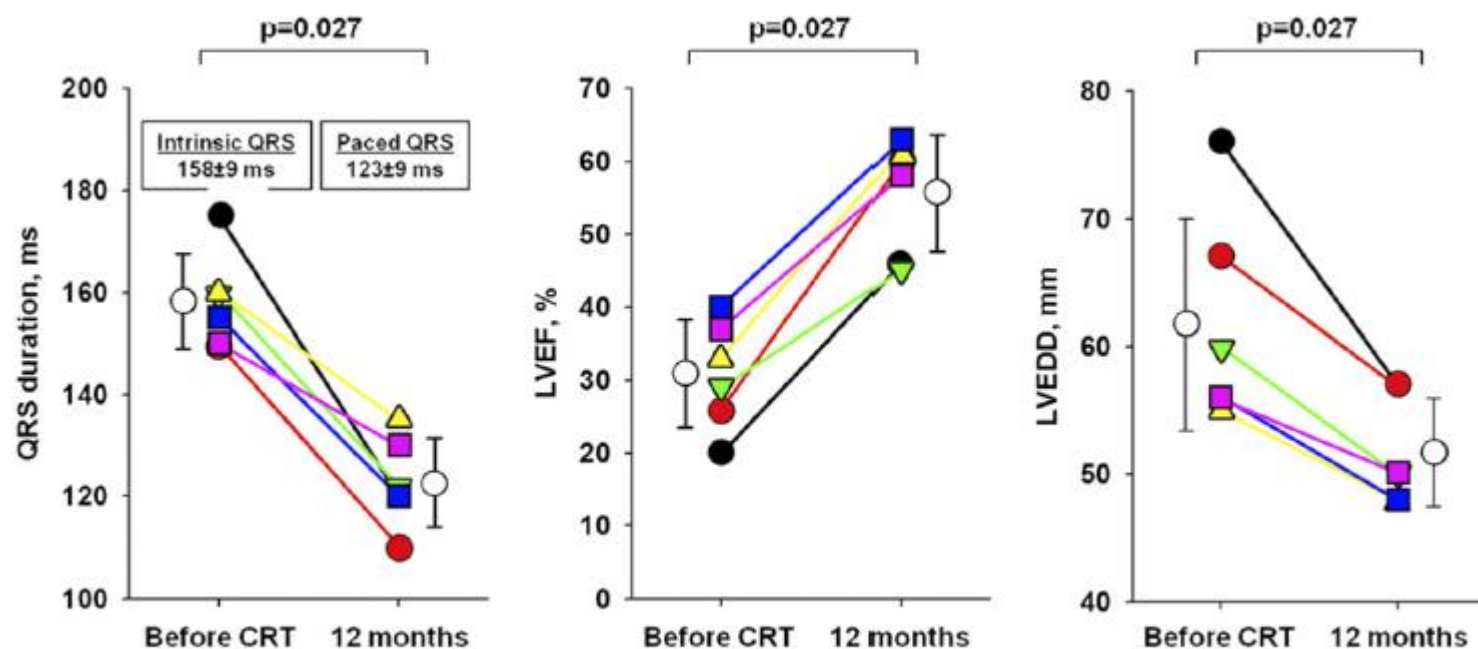 p=0.027
p=0.027
p=0.027
QRS duration, ms
200
180
160
140
120
100
Intrinsic QRS
158±9 ms
Paced QRS
123±9 ms
Before CRT
12 months
LVEF, %
70
60
50
40
30
20
10
0
Before CRT
12 months
LVEDD, mm
80
70
60
50
40
Before CRT
12 months